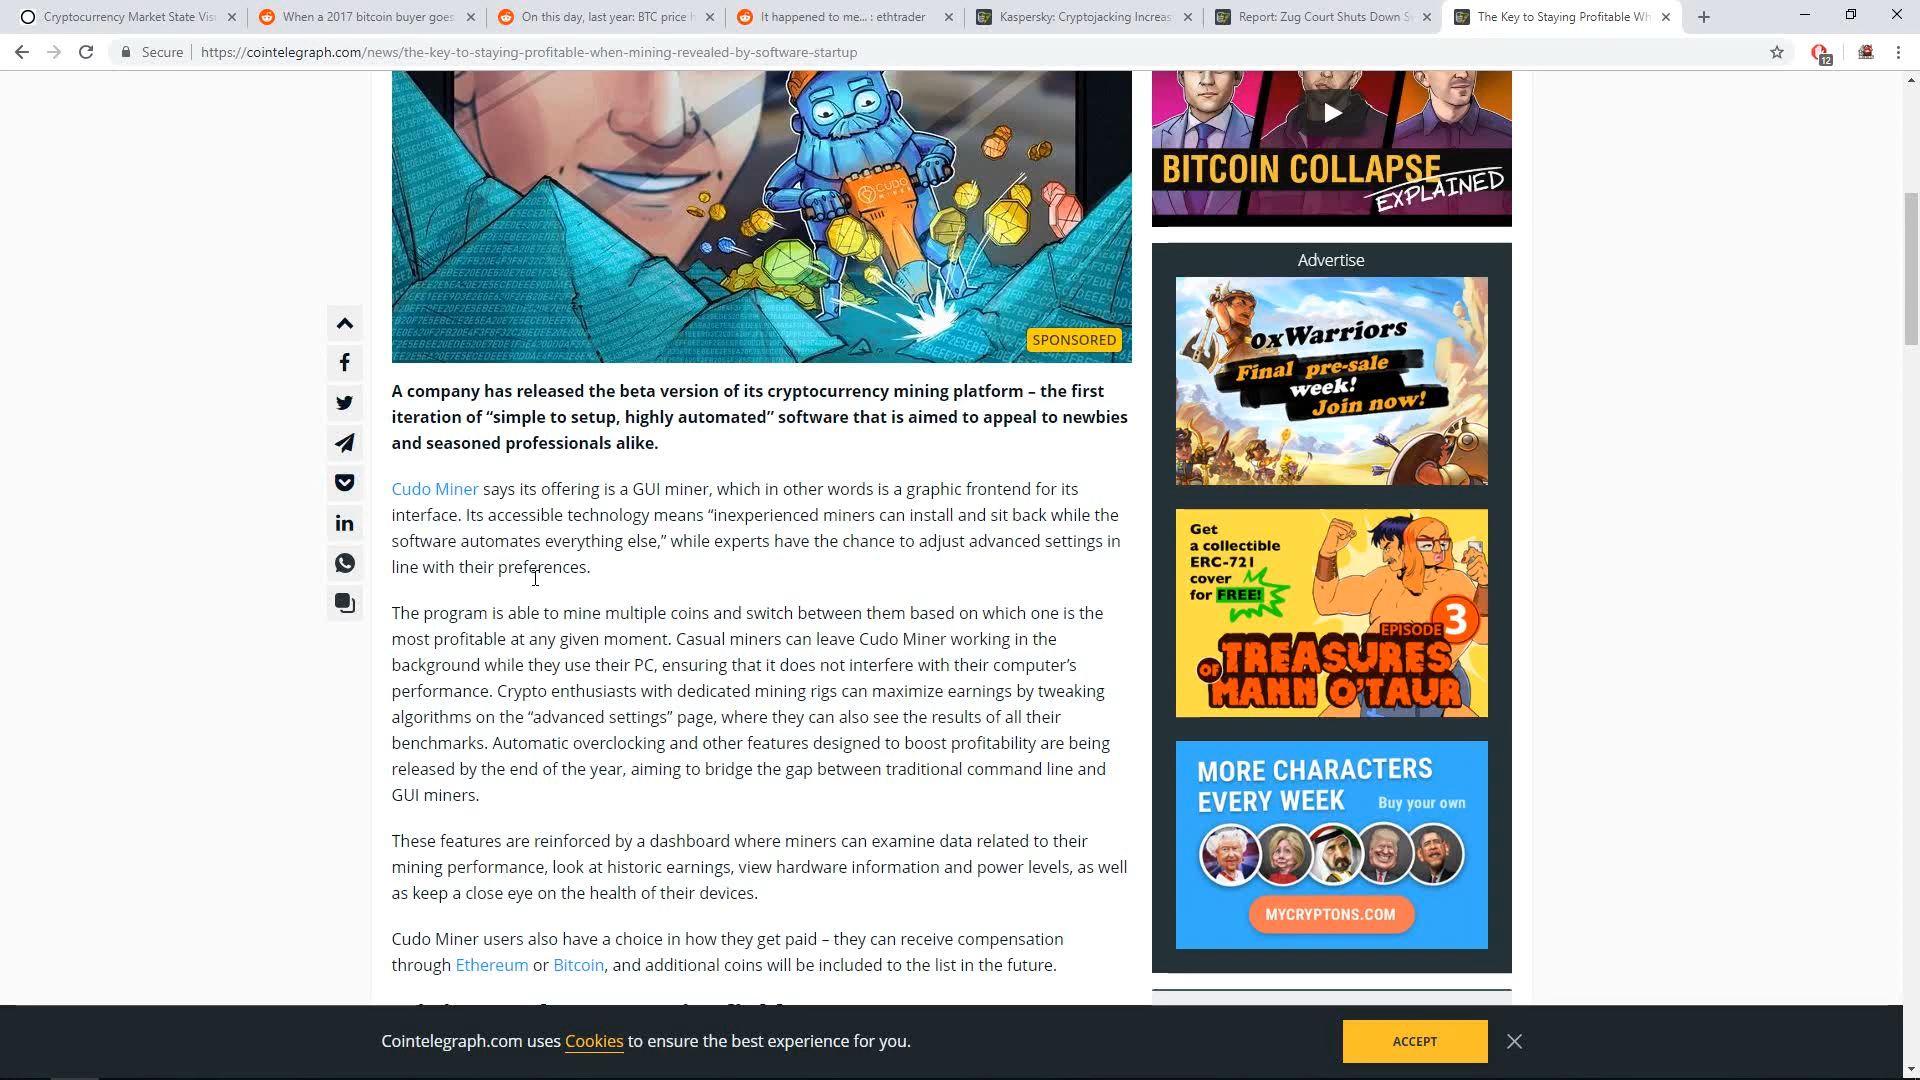 Cryptocurrency Market State Vis
When a 2017 bitcoin buyer goes
On this day, last year: BTC price h
It happened to me... : ethtrader
Kaspersky: Cryptojacking Increas
Report: Zug Court Shuts Down S
The Key to Staying Profitable Wh
Secure
https://cointelegraph.com/news/the-key-to-staying-profitable-when-mining-revealed-by-software-startup
12
CUDO
MINER
SPONSORED
A company has released the beta version of its cryptocurrency mining platform – the first
iteration of “simple to setup, highly automated” software that is aimed to appeal to newbies
and seasoned professionals alike.
Cudo Miner says its offering is a GUI miner, which in other words is a graphic frontend for its
interface. Its accessible technology means “inexperienced miners can install and sit back while the
software automates everything else,” while experts have the chance to adjust advanced settings in
line with their preferences.
The program is able to mine multiple coins and switch between them based on which one is the
most profitable at any given moment. Casual miners can leave Cudo Miner working in the
background while they use their PC, ensuring that it does not interfere with their computer’s
performance. Crypto enthusiasts with dedicated mining rigs can maximize earnings by tweaking
algorithms on the “advanced settings” page, where they can also see the results of all their
benchmarks. Automatic overclocking and other features designed to boost profitability are being
released by the end of the year, aiming to bridge the gap between traditional command line and
GUI miners.
These features are reinforced by a dashboard where miners can examine data related to their
mining performance, look at historic earnings, view hardware information and power levels, as well
as keep a close eye on the health of their devices.
Cudo Miner users also have a choice in how they get paid – they can receive compensation
through Ethereum or Bitcoin, and additional coins will be included to the list in the future.
BITCOIN COLLAPSE
EXPLAINED
Advertise
0xWarriors
Final pre-sale
week!
Join now!
Get
a collectible
ERC-721
cover
for FREE!
EPISODE 3
TREASURES
OF MANN O'TAUR
MORE CHARACTERS
EVERY WEEK
Buy your own
MYCRYPTONS.COM
Cointelegraph.com uses Cookies to ensure the best experience for you.
ACCEPT